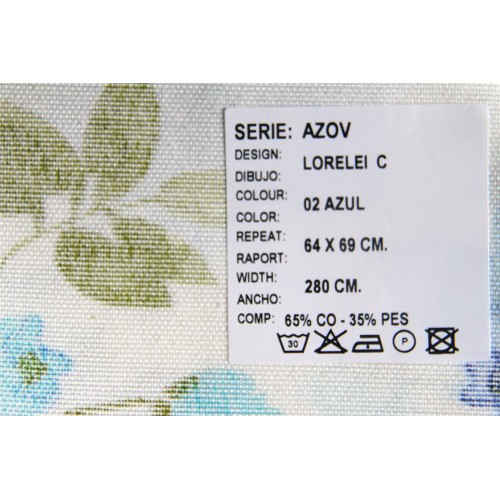 SERIE: AZOV
DESIGN: LORELEI C
DIBUJO:
COLOUR: 02 AZUL
COLOR:
REPEAT: 64 X 69 CM.
RAPORT:
WIDTH: 280 CM.
ANCHO:
COMP: 65% CO - 35% PES
30 P